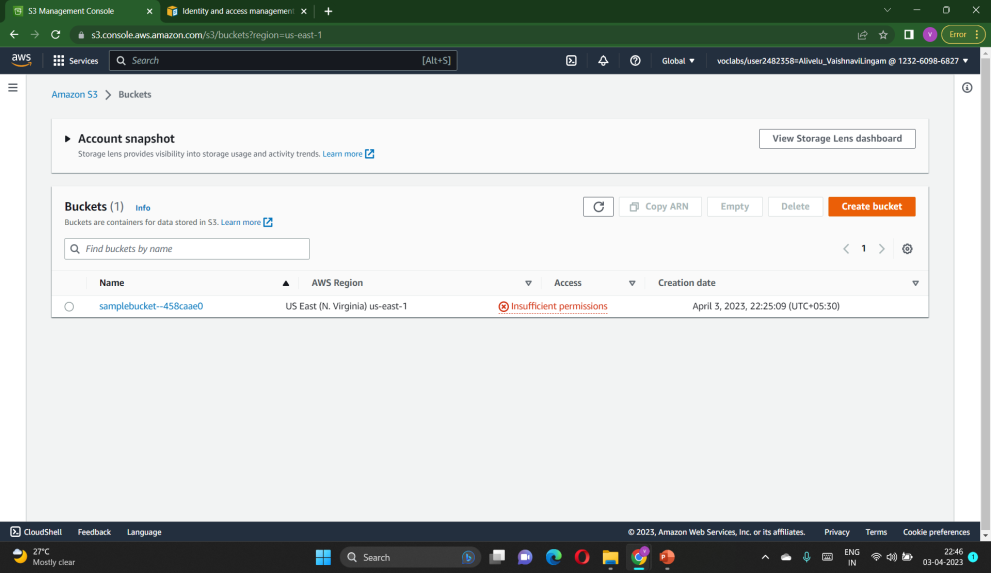 S3 Management Console
Identity and access management
s3.console.aws.amazon.com/s3/buckets?region=us-east-1
V
Error
aws
Services
Search
[Alt+S]
Global
voclabs/user2482358=Alivelu_VaishnaviLingam @ 1232-6098-6827
Amazon S3
Buckets
Account snapshot
View Storage Lens dashboard
Storage lens provides visibility into storage usage and activity trends. Learn more
Buckets (1) Info
Copy ARN
Empty
Delete
Create bucket
Buckets are containers for data stored in S3. Learn more
Find buckets by name
1
Name
AWS Region
Access
Creation date
samplebucket--458caae0
US East (N. Virginia) us-east-1
Insufficient permissions
April 3, 2023, 22:25:09 (UTC+05:30)
CloudShell
Feedback
Language
© 2023, Amazon Web Services, Inc. or its affiliates.
Privacy
Terms
Cookie preferences
27°C
Mostly clear
Search
ENG
IN
22:46
03-04-2023
1